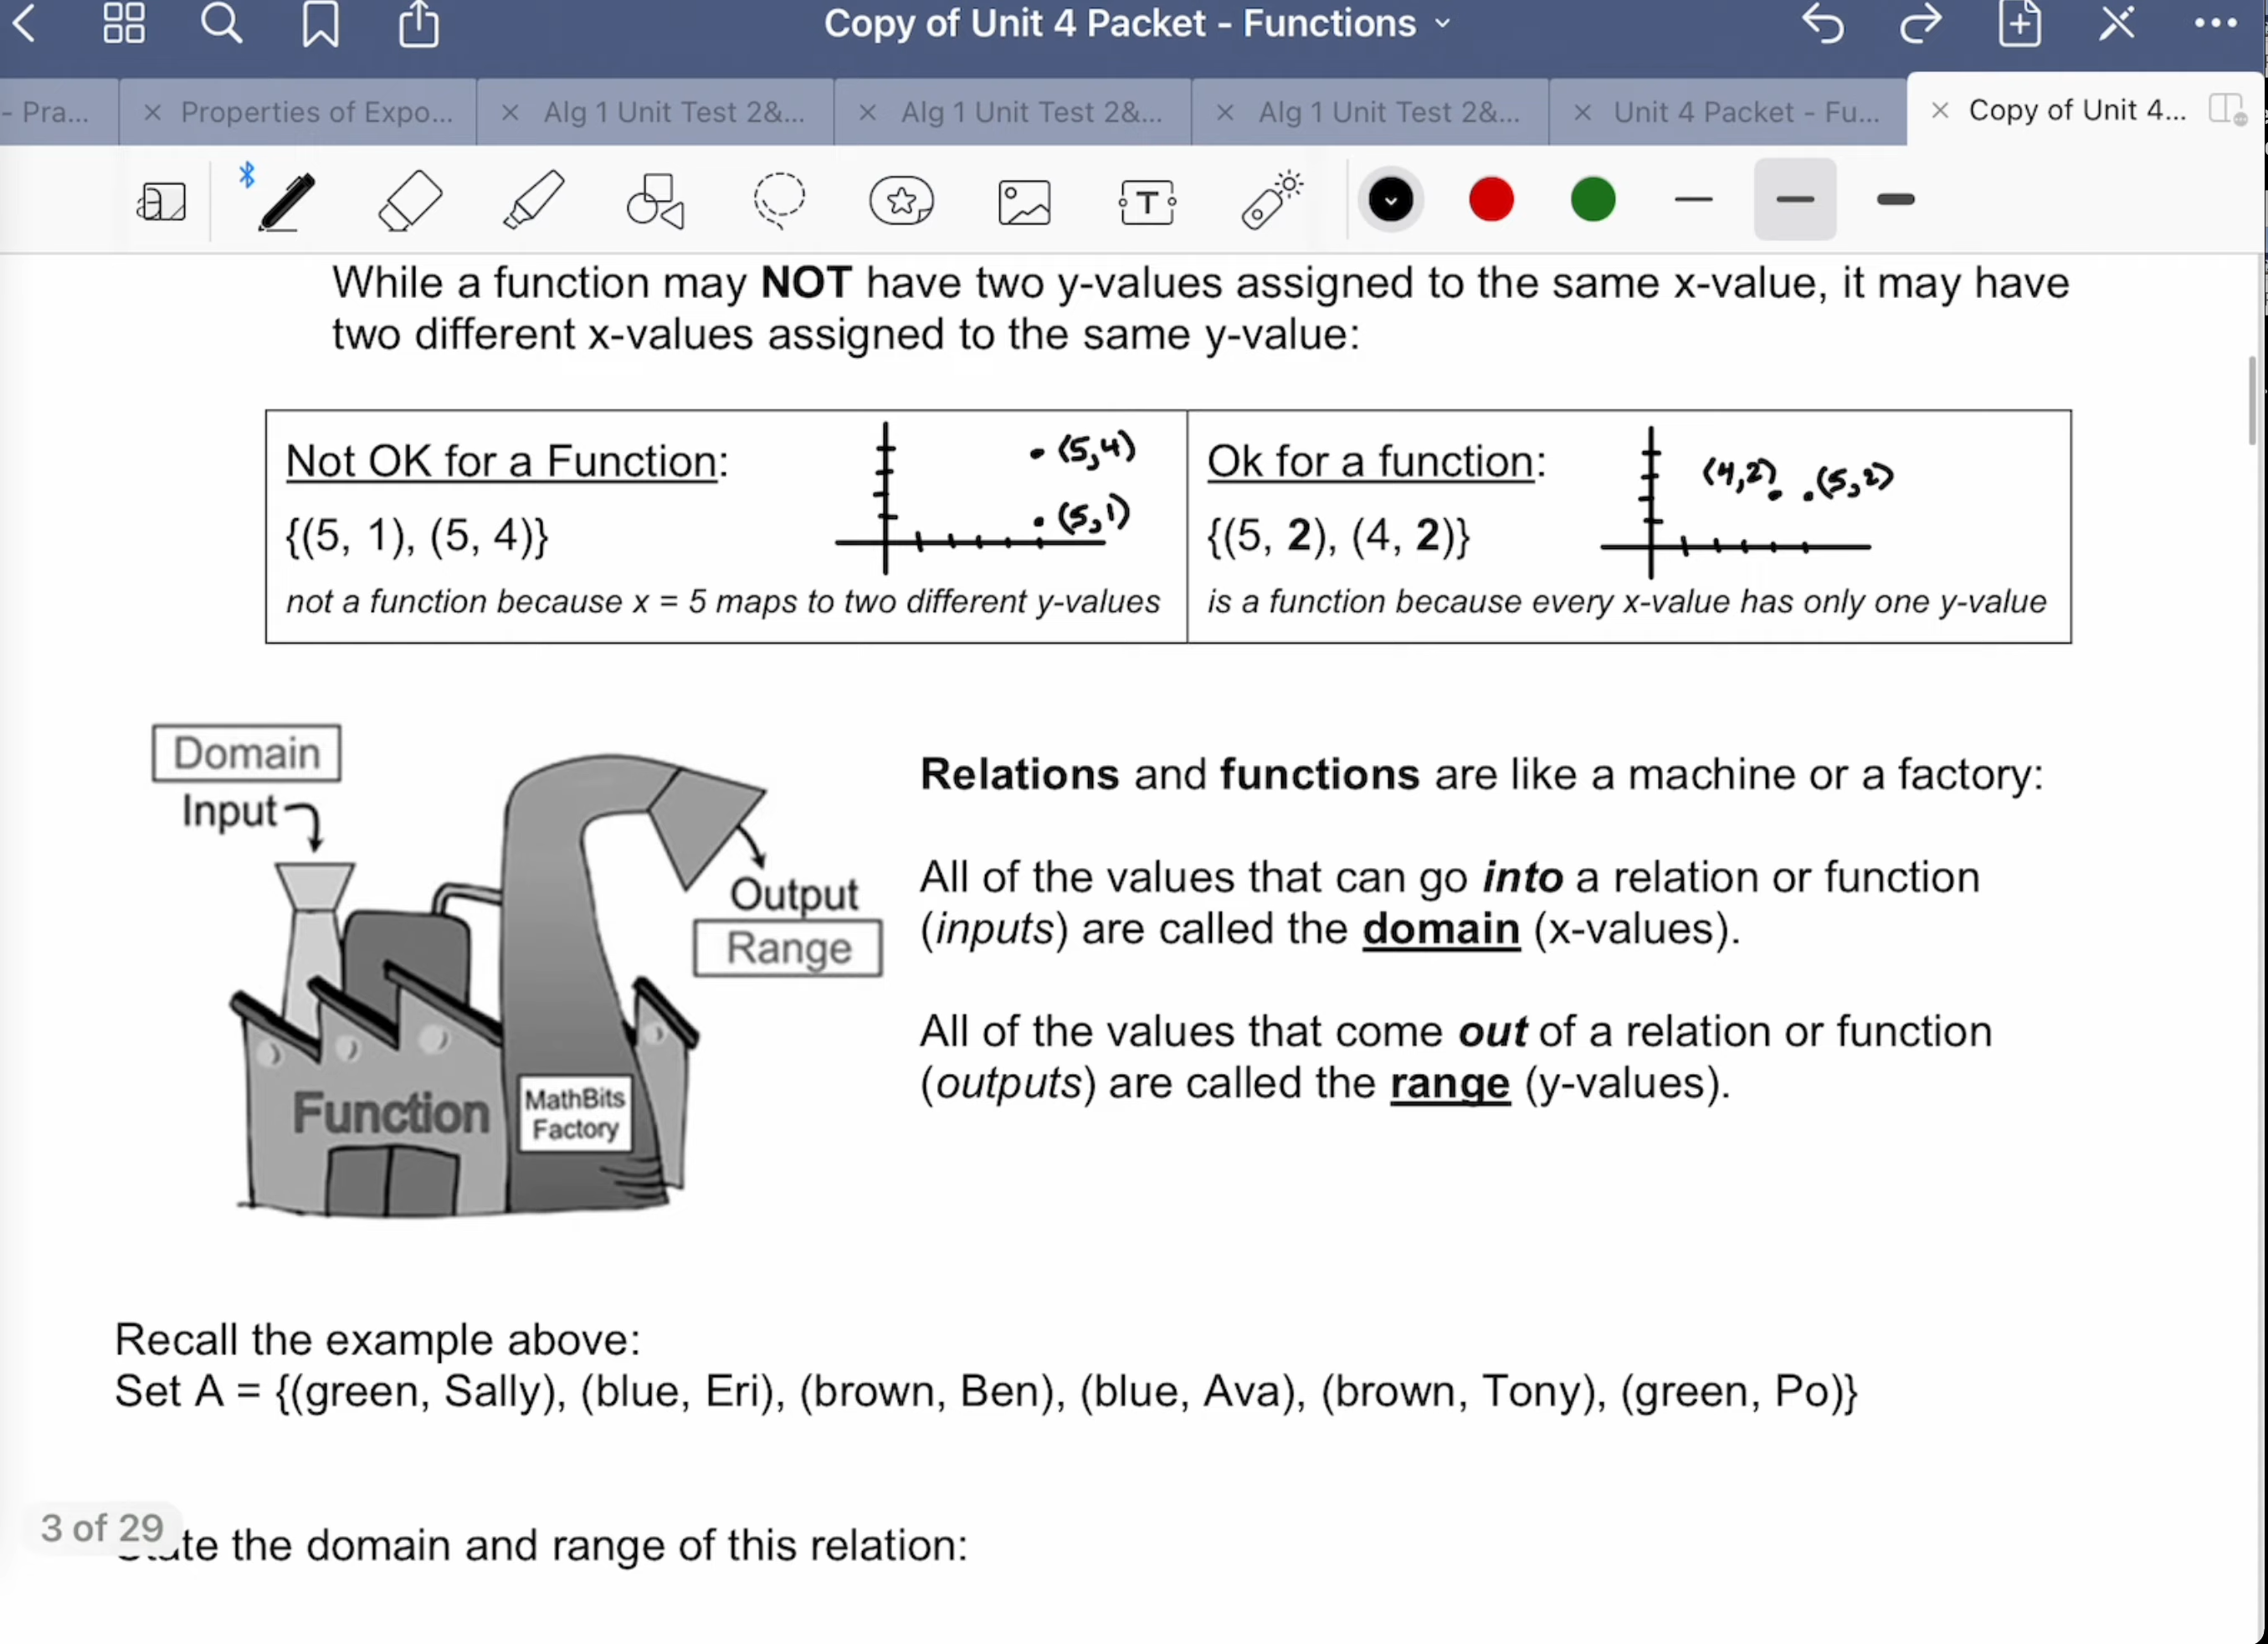 Copy of Unit 4 Packet - Functions
- Pra...
Properties of Expo...
Alg 1 Unit Test 2&...
Alg 1 Unit Test 2&...
Alg 1 Unit Test 2&...
Unit 4 Packet - Fu...
Copy of Unit 4...
While a function may NOT have two y-values assigned to the same x-value, it may have
two different x-values assigned to the same y-value:
Not OK for a Function:
{(5, 1), (5, 4)}
(5,4)
(5,1)
not a function because x = 5 maps to two different y-values
Ok for a function:
{(5, 2), (4, 2)}
(4,2)
(5,2)
is a function because every x-value has only one y-value
Domain
Input
Output
Range
Function
MathBits
Factory
Relations and functions are like a machine or a factory:
All of the values that can go into a relation or function
(inputs) are called the domain (x-values).
All of the values that come out of a relation or function
(outputs) are called the range (y-values).
Recall the example above:
Set A = {(green, Sally), (blue, Eri), (brown, Ben), (blue, Ava), (brown, Tony), (green, Po)}
3 of 29
the domain and range of this relation: